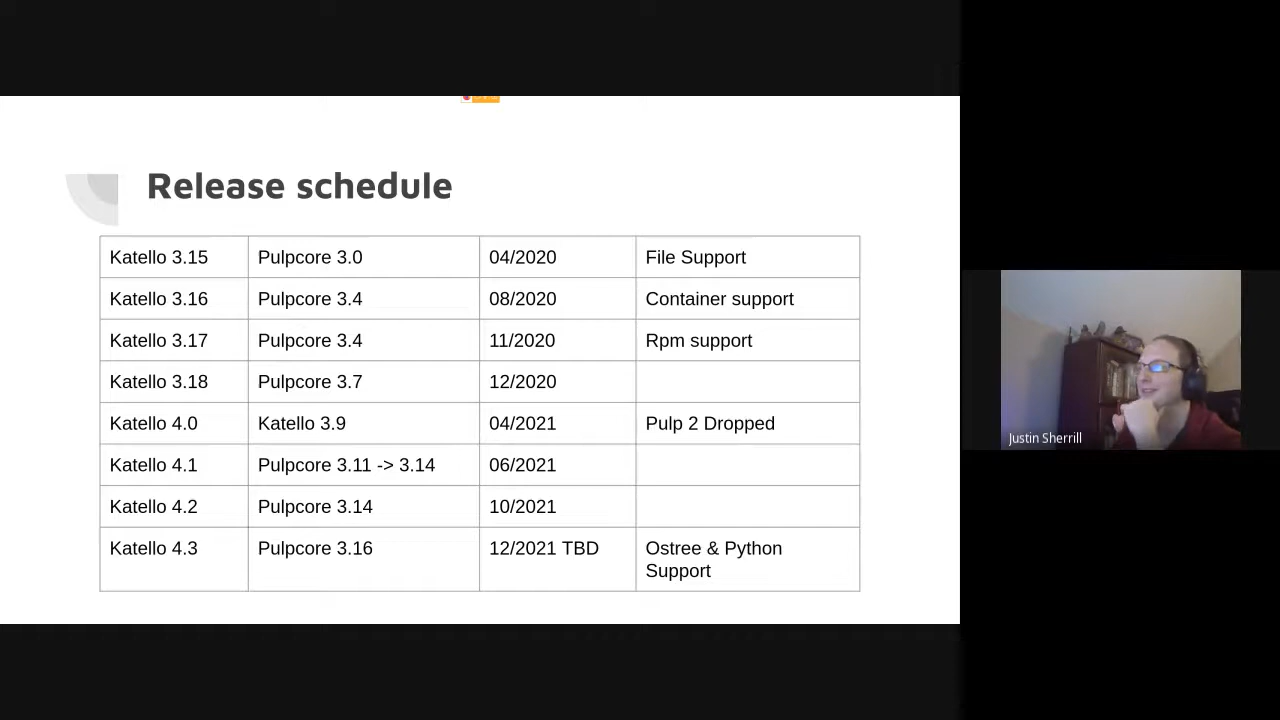 Release schedule
Katello 3.15 Pulpcore 3.0 04/2020 File Support
Katello 3.16 Pulpcore 3.4 08/2020 Container support
Katello 3.17 Pulpcore 3.4 11/2020 Rpm support
Katello 3.18 Pulpcore 3.7 12/2020
Katello 4.0 Katello 3.9 04/2021 Pulp 2 Dropped
Katello 4.1 Pulpcore 3.11 -> 3.14 06/2021
Katello 4.2 Pulpcore 3.14 10/2021
Katello 4.3 Pulpcore 3.16 12/2021 TBD Ostree & Python
Support
Justin Sherrill